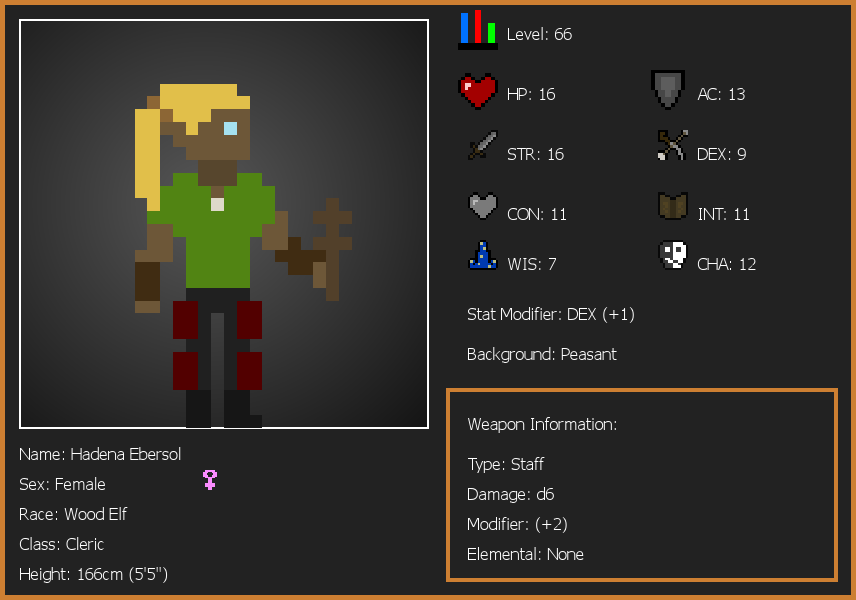 Level: 66
HP: 16
AC: 13
STR: 16
DEX: 9
CON: 11
INT: 11
WIS: 7
CHA: 12
Stat Modifier: DEX (+1)
Background: Peasant
Weapon Information:
Type: Staff
Damage: d6
Modifier: (+2)
Elemental: None
Name: Hadena Ebersol
Sex: Female
Race: Wood Elf
Class: Cleric
Height: 166cm (5'5")